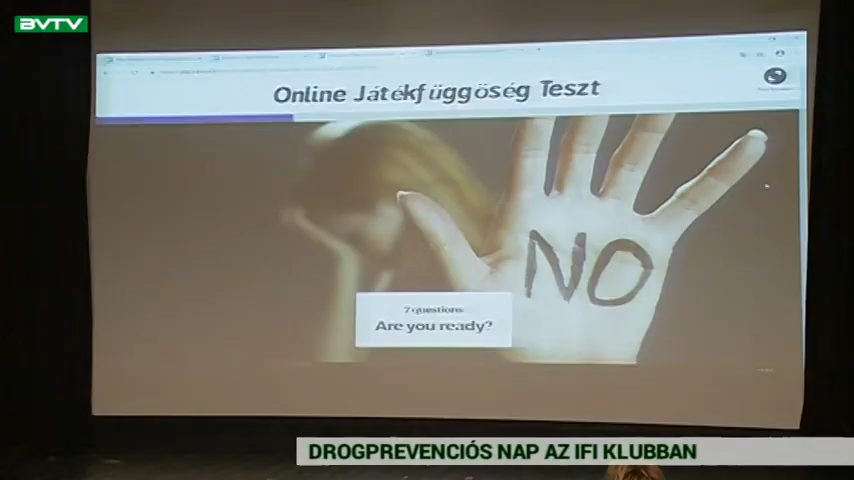 BVTV
Online Játékfüggőség Teszt
NO
7 questions
Are you ready?
DROGPREVENCIÓS NAP AZ IFI KLUBBAN